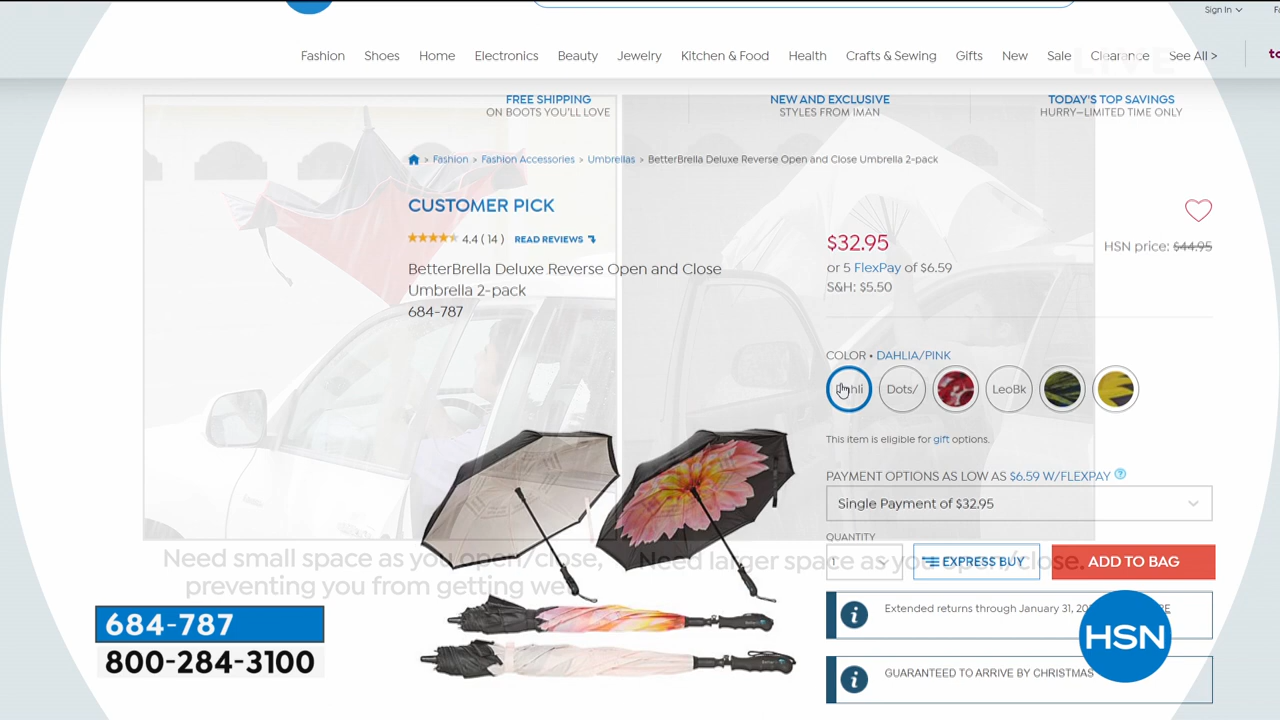 Sign In
Fashion Shoes Home Electronics Beauty Jewelry Kitchen & Food Health Crafts & Sewing Gifts New Sale Clearance See All >
LIVE
FREE SHIPPING
ON BOOTS YOU'LL LOVE
NEW AND EXCLUSIVE
STYLES FROM IMAN
TODAY'S TOP SAVINGS
HURRY—LIMITED TIME ONLY
> Fashion > Fashion Accessories > Umbrellas > BetterBrella Deluxe Reverse Open and Close Umbrella 2-pack
CUSTOMER PICK
4.4 ( 14 ) READ REVIEWS
BetterBrella Deluxe Reverse Open and Close
Umbrella 2-pack
684-787
$32.95
HSN price: $44.95
or 5 FlexPay of $6.59
S&H: $5.50
COLOR • DAHLIA/PINK
Dots/ LeoBk
This item is eligible for gift options.
PAYMENT OPTIONS AS LOW AS $6.59 W/FLEXPAY ?
Single Payment of $32.95
QUANTITY
1
EXPRESS BUY
ADD TO BAG
Need small space as you open/close,
preventing you from getting wet.
Need larger space as you open/close.
Extended returns through January 31,
GUARANTEED TO ARRIVE BY CHRISTMAS
684-787
800-284-3100
HSN